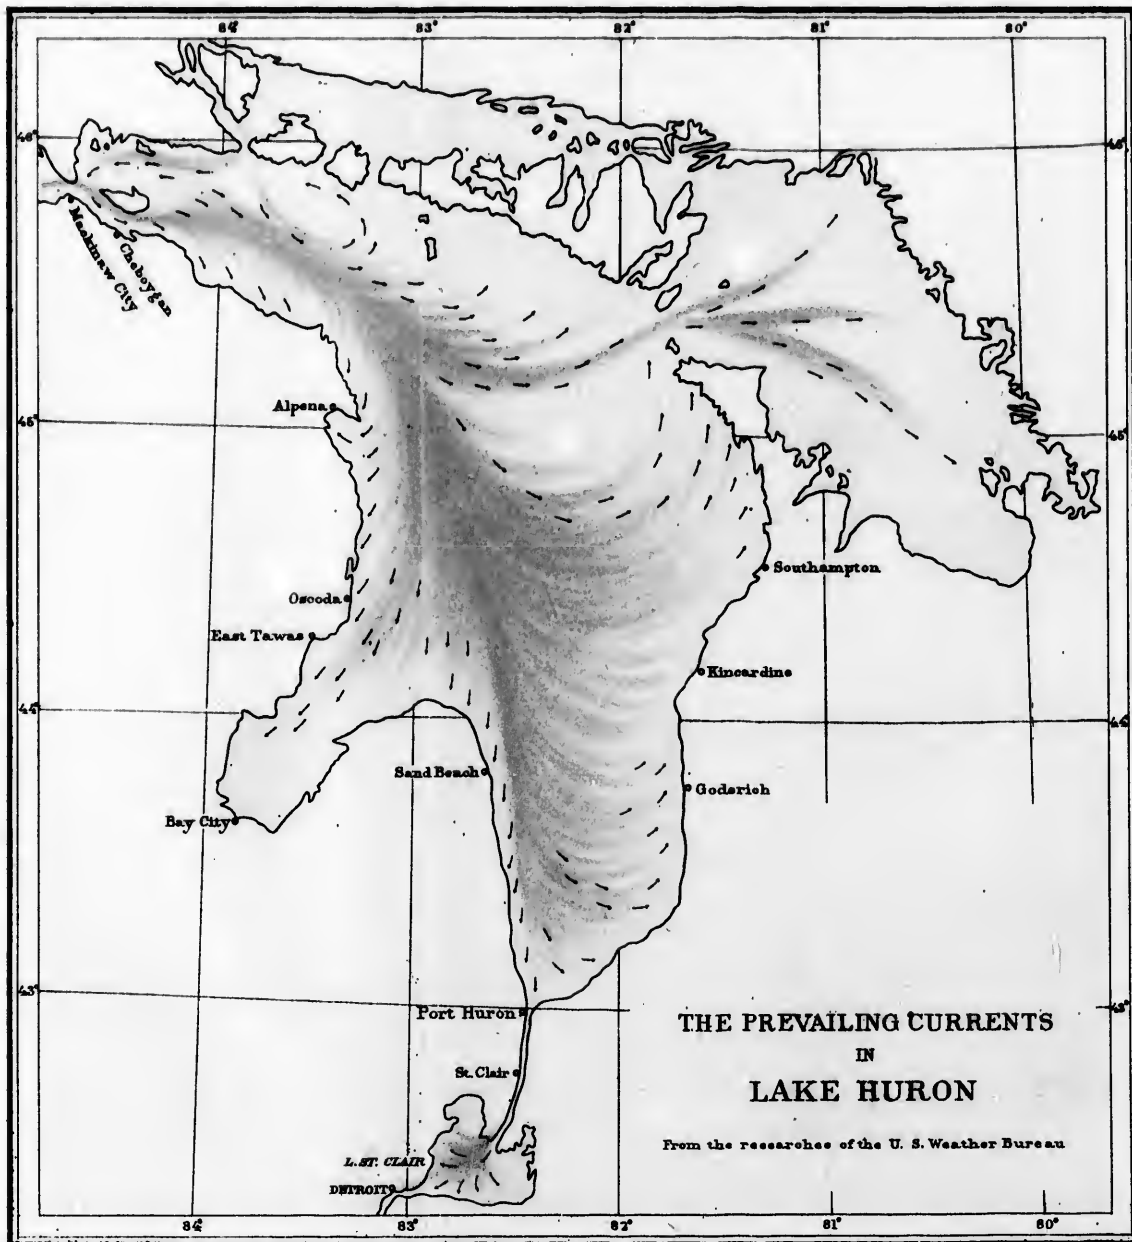 84°
83°
82°
81°
80°
46°
46°
Mackinaw City
Cheboygan
Alpena
45°
45°
Oscoda
Southampton
East Tawas
Kincardine
44°
44°
Sand Beach
Goderich
Bay City
43°
43°
Port Huron
THE PREVAILING CURRENTS
IN
LAKE HURON
From the researches of the U. S. Weather Bureau
St. Clair
L. ST. CLAIR
DETROIT
84°
83°
82°
81°
80°